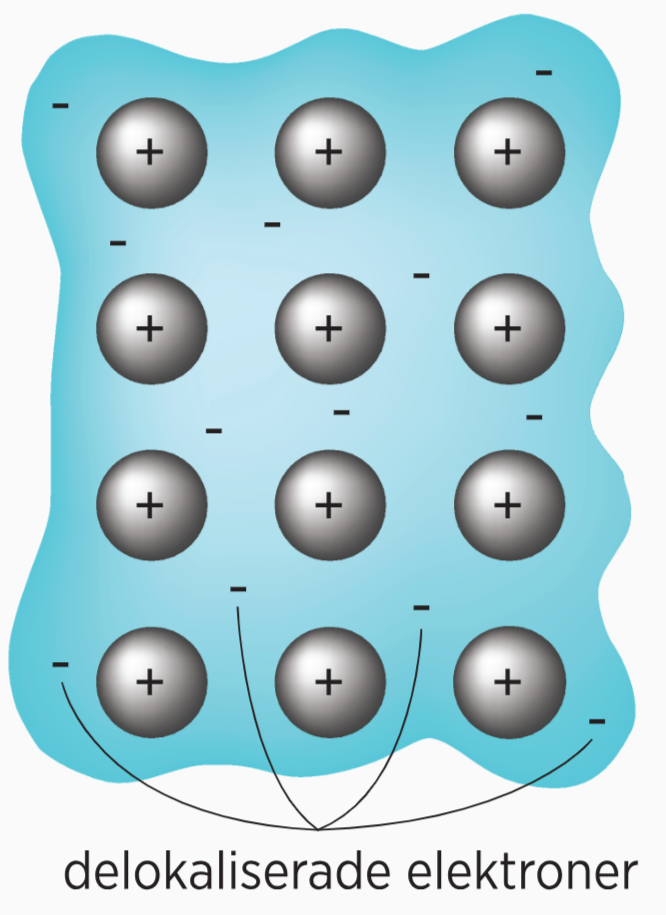 -
-
+ + +
-
-
-
+ + +
-
-
-
+ + +
-
-
-
+ + +
-
delokaliserade elektroner